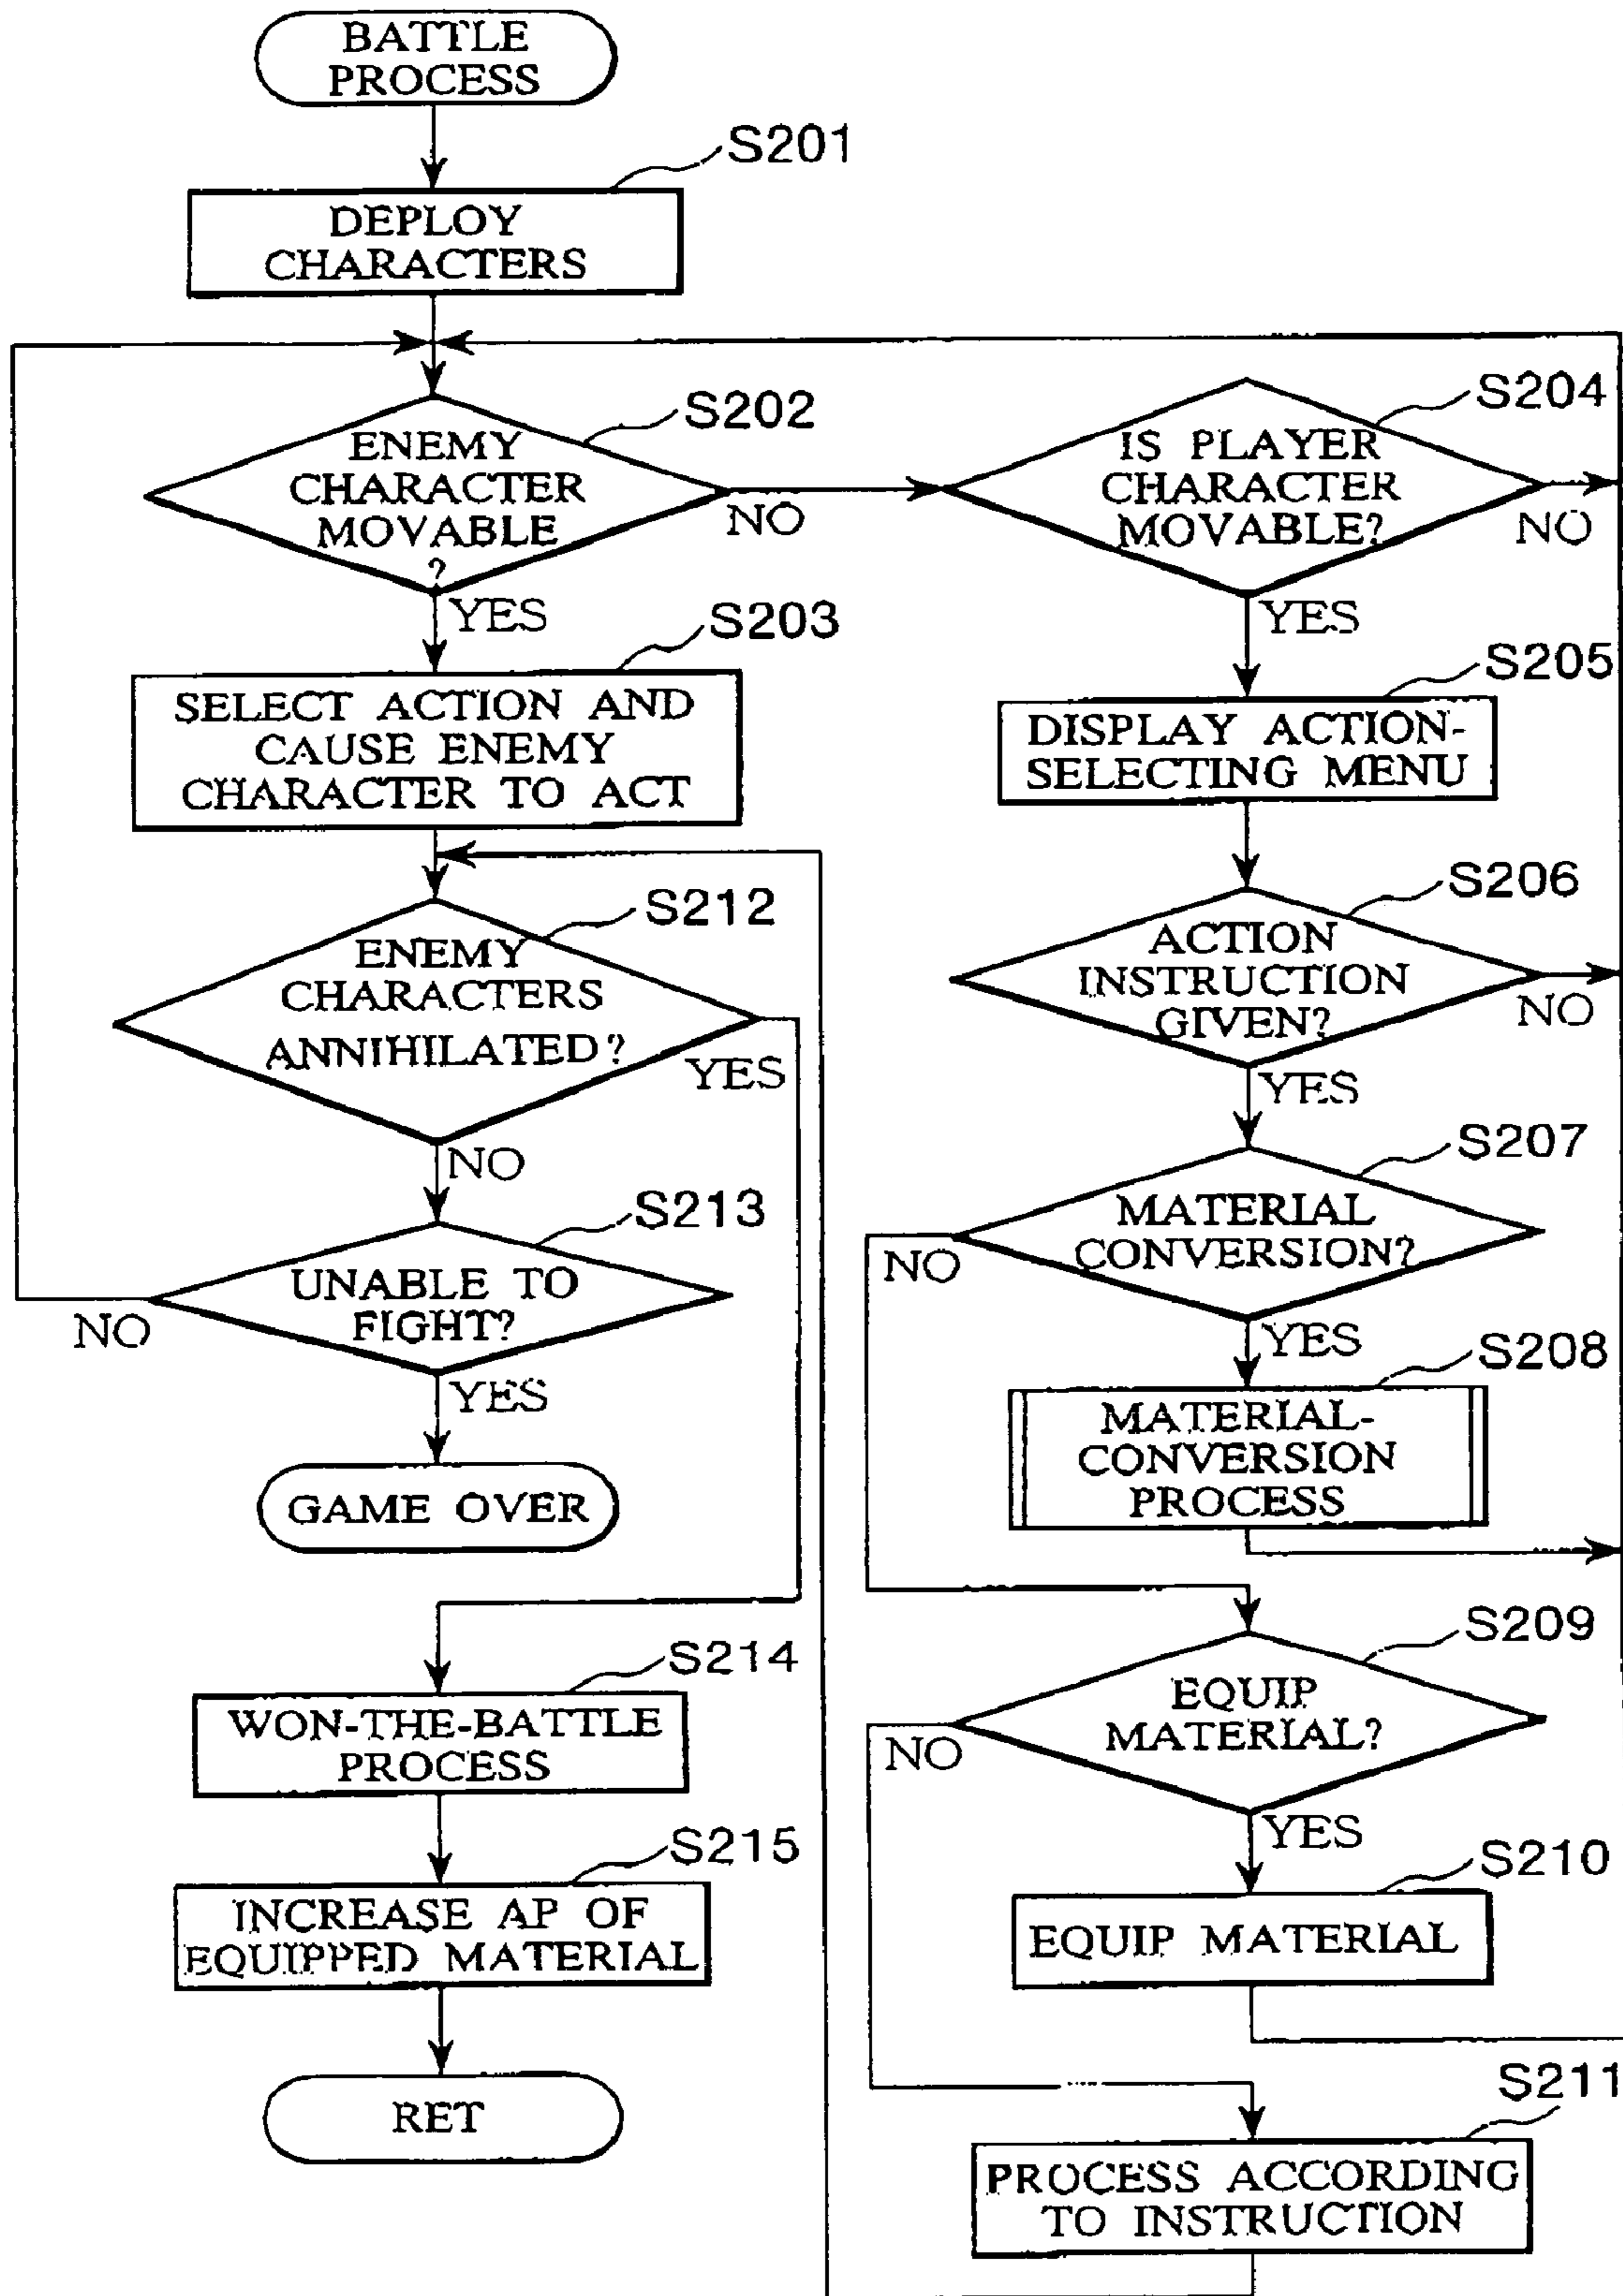 BATTLE
PROCESS
S201
DEPLOY
CHARACTERS
S202
ENEMY
CHARACTER
MOVABLE
?
NO
YES
S203
SELECT ACTION AND
CAUSE ENEMY
CHARACTER TO ACT
S212
ENEMY
CHARACTERS
ANNIHILATED?
YES
NO
S213
UNABLE TO
FIGHT?
NO
YES
GAME OVER
S214
WON-THE-BATTLE
PROCESS
S215
INCREASE AP OF
EQUIPPED MATERIAL
RET
S204
IS PLAYER
CHARACTER
MOVABLE?
NO
YES
S205
DISPLAY ACTION-
SELECTING MENU
S206
ACTION
INSTRUCTION
GIVEN?
NO
YES
S207
MATERIAL
CONVERSION?
NO
YES
S208
MATERIAL-
CONVERSION
PROCESS
S209
EQUIP
MATERIAL?
NO
YES
S210
EQUIP MATERIAL
S211
PROCESS ACCORDING
TO INSTRUCTION